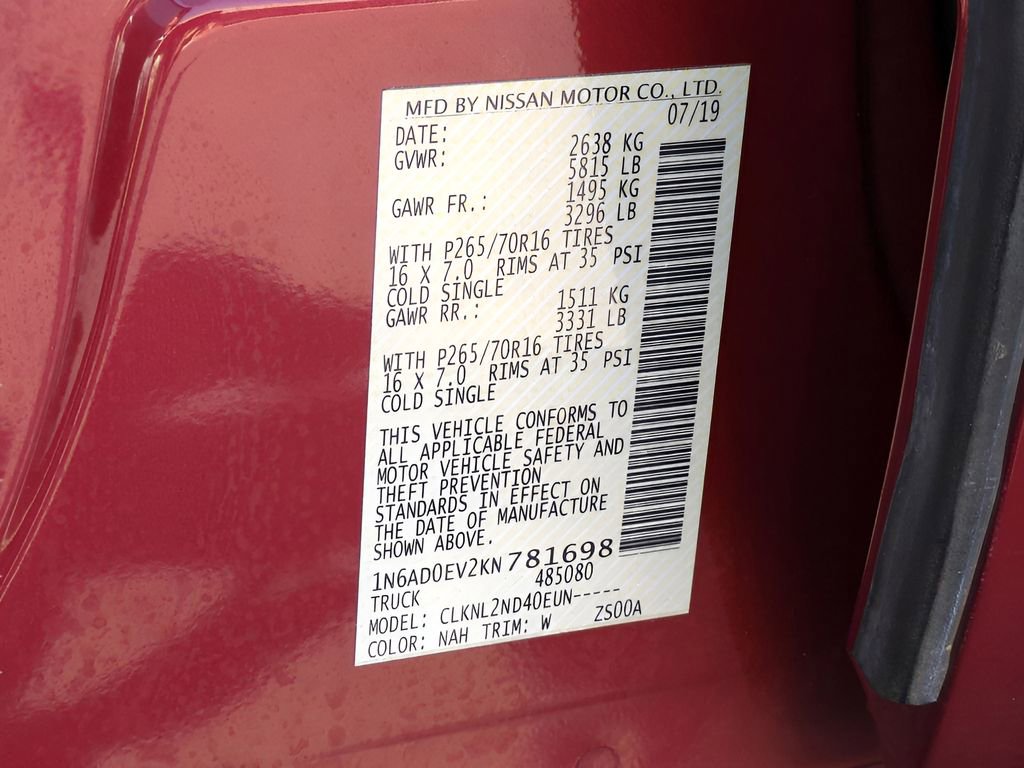 MFD BY NISSAN MOTOR CO., LTD.
DATE: 07/19
GVWR: 2638 KG
5815 LB
GAWR FR.: 1495 KG
3296 LB
WITH P265/70R16 TIRES
16 X 7.0 RIMS AT 35 PSI
COLD SINGLE
GAWR RR.: 1511 KG
3331 LB
WITH P265/70R16 TIRES
16 X 7.0 RIMS AT 35 PSI
COLD SINGLE
THIS VEHICLE CONFORMS TO
ALL APPLICABLE FEDERAL
MOTOR VEHICLE SAFETY AND
THEFT PREVENTION
STANDARDS IN EFFECT ON
THE DATE OF MANUFACTURE
SHOWN ABOVE.
1N6AD0EV2KN781698
TRUCK 485080
MODEL: CLKNL2ND40EUN-----
COLOR: NAH TRIM: W ZS00A